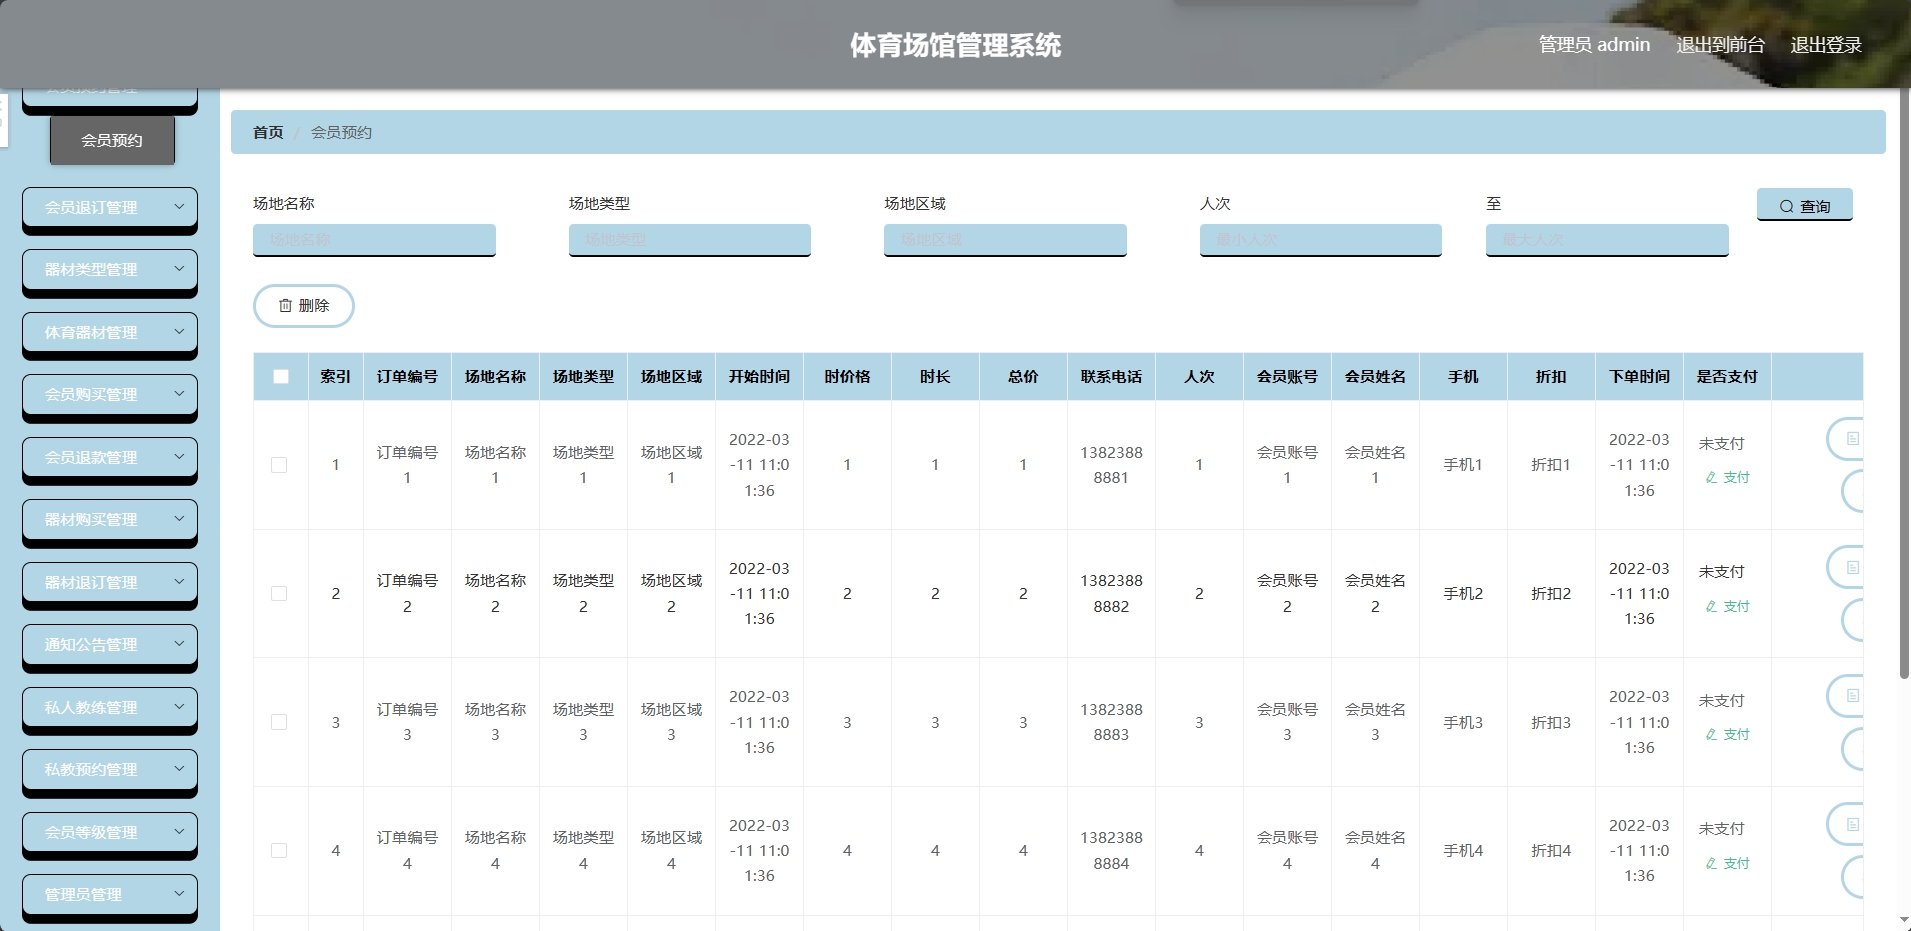 体育场馆管理系统
管理员 admin 退出到前台 退出登录
会员预约管理
会员预约
会员退订管理
器材类型管理
体育器材管理
会员购买管理
会员退款管理
器材购买管理
器材退订管理
通知公告管理
私人教练管理
私教预约管理
会员等级管理
管理员管理
首页 / 会员预约
场地名称 场地类型 场地区域 人次 至
场地名称 场地类型 场地区域 最小人次 最大人次
查询
删除
索引 订单编号 场地名称 场地类型 场地区域 开始时间 时价格 时长 总价 联系电话 人次 会员账号 会员姓名 手机 折扣 下单时间 是否支付
1 订单编号1 场地名称1 场地类型1 场地区域1 2022-03-11 11:01:36 1 1 1 13823888881 1 会员账号1 会员姓名1 手机1 折扣1 2022-03-11 11:01:36 未支付 支付
2 订单编号2 场地名称2 场地类型2 场地区域2 2022-03-11 11:01:36 2 2 2 13823888882 2 会员账号2 会员姓名2 手机2 折扣2 2022-03-11 11:01:36 未支付 支付
3 订单编号3 场地名称3 场地类型3 场地区域3 2022-03-11 11:01:36 3 3 3 13823888883 3 会员账号3 会员姓名3 手机3 折扣3 2022-03-11 11:01:36 未支付 支付
4 订单编号4 场地名称4 场地类型4 场地区域4 2022-03-11 11:01:36 4 4 4 13823888884 4 会员账号4 会员姓名4 手机4 折扣4 2022-03-11 11:01:36 未支付 支付